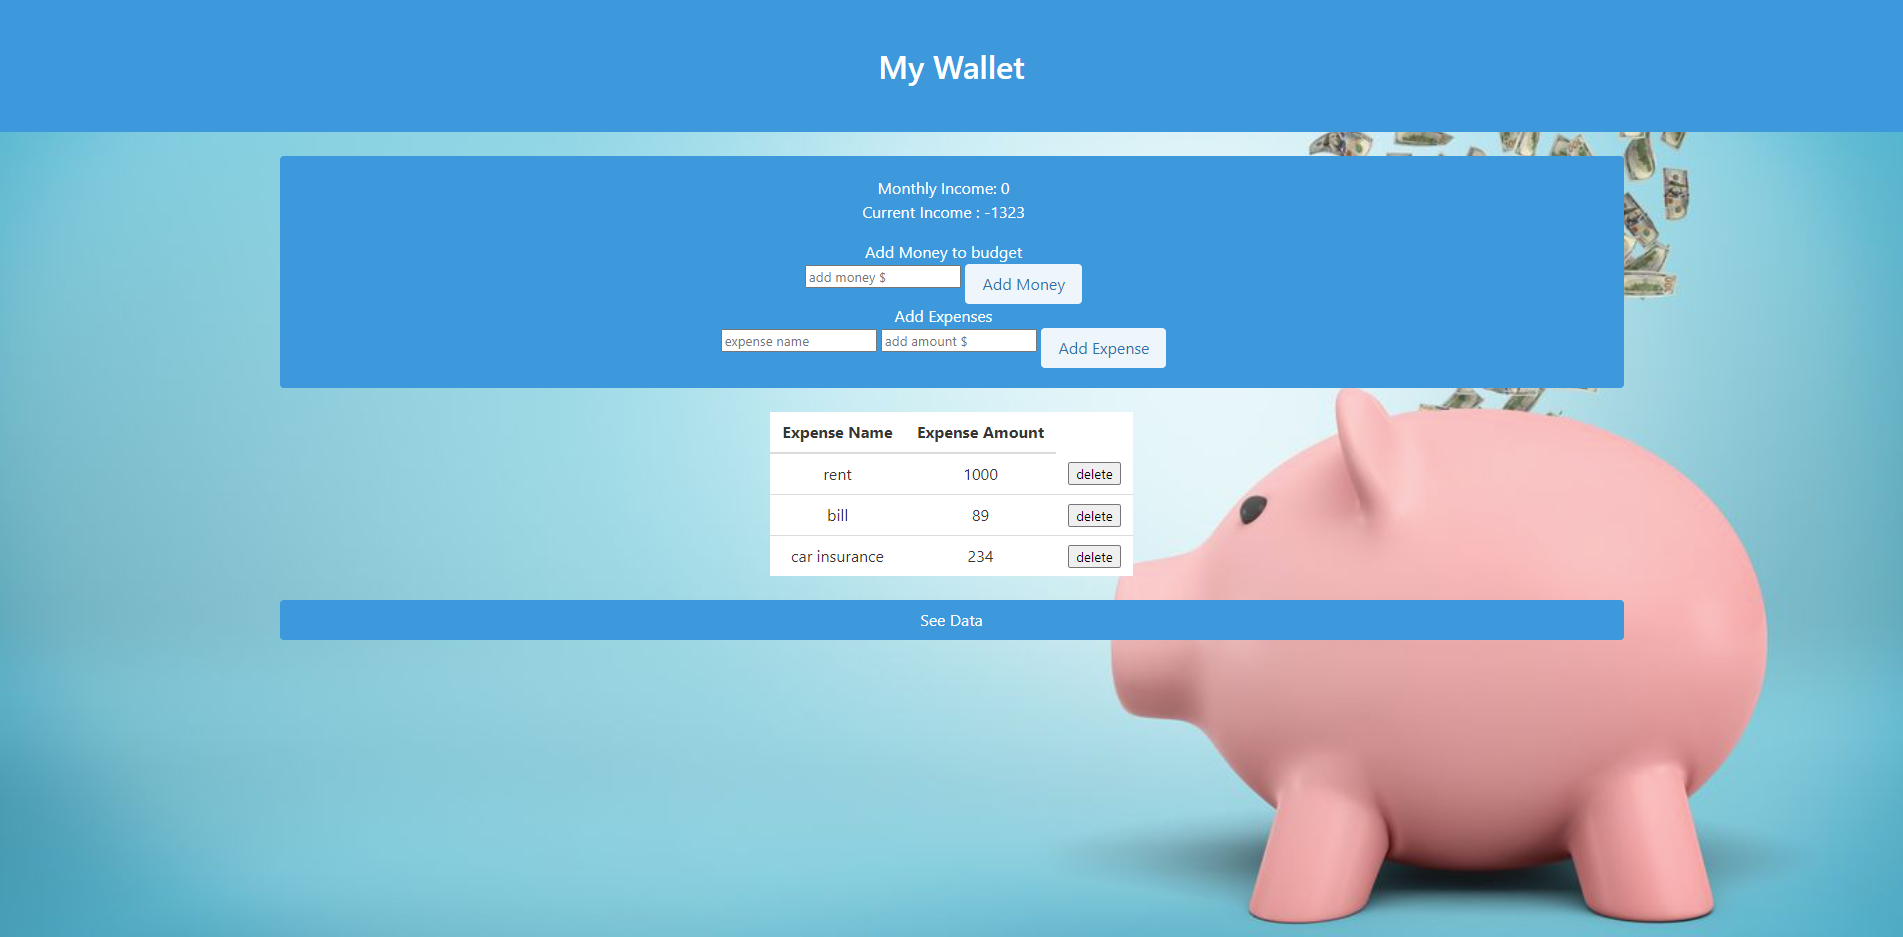 My Wallet
Monthly Income: 0
Current Income : -1323
Add Money to budget
add money $ Add Money
Add Expenses
expense name add amount $ Add Expense
Expense Name Expense Amount
rent 1000 delete
bill 89 delete
car insurance 234 delete
See Data